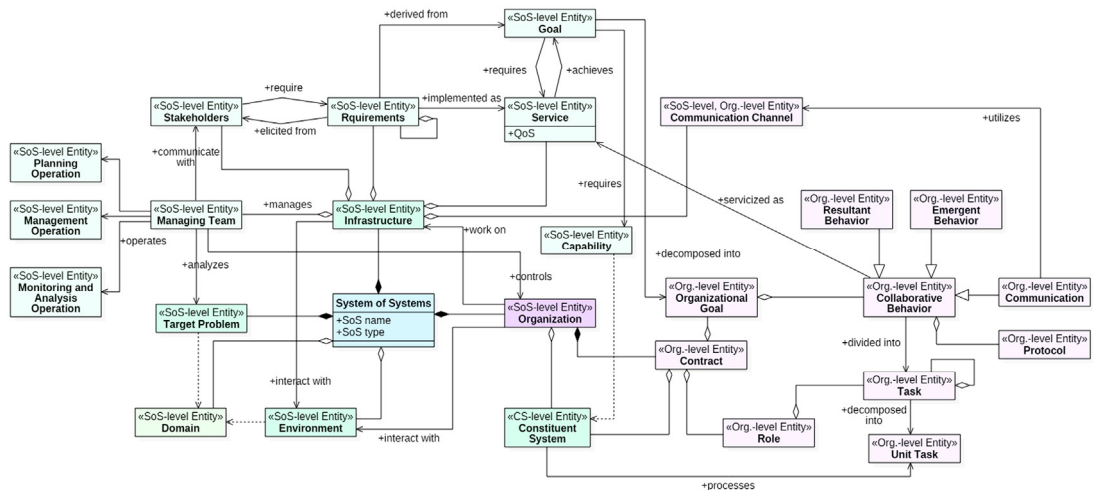 +derived from
«SoS-level Entity»
Goal
+requires
+achieves
+require
«SoS-level Entity»
Stakeholders
«SoS-level Entity»
Rquirements
+implemented as
«SoS-level Entity»
Service
+QoS
«SoS-level, Org.-level Entity»
Communication Channel
+utilizes
+elicited from
+communicate
with
«SoS-level Entity»
Planning
Operation
+requires
+servicized as
«Org.-level Entity»
Resultant
Behavior
«Org.-level Entity»
Emergent
Behavior
«SoS-level Entity»
Management
Operation
«SoS-level Entity»
Managing Team
+manages
«SoS-level Entity»
Infrastructure
+work on
«SoS-level Entity»
Capability
+operates
+analyzes
+decomposed into
«SoS-level Entity»
Monitoring and
Analysis
Operation
+controls
«SoS-level Entity»
Target Problem
System of Systems
+SoS name
+SoS type
«SoS-level Entity»
Organization
«Org.-level Entity»
Organizational
Goal
«Org.-level Entity»
Collaborative
Behavior
«Org.-level Entity»
Communication
+divided into
«Org.-level Entity»
Protocol
«Org.-level Entity»
Contract
+interact with
«Org.-level Entity»
Task
+decomposed
into
«SoS-level Entity»
Domain
«SoS-level Entity»
Environment
+interact with
«CS-level Entity»
Constituent
System
«Org.-level Entity»
Role
«Org.-level Entity»
Unit Task
+processes